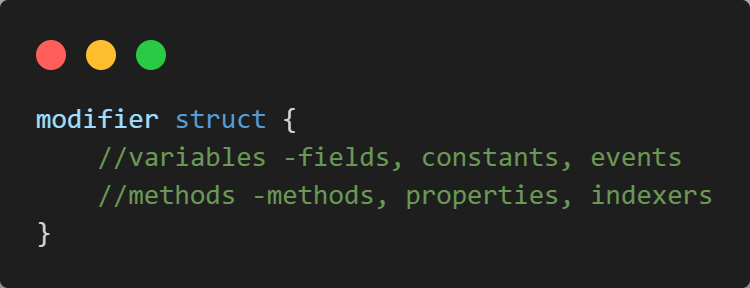 modifier struct {
    //variables -fields, constants, events
    //methods -methods, properties, indexers
}